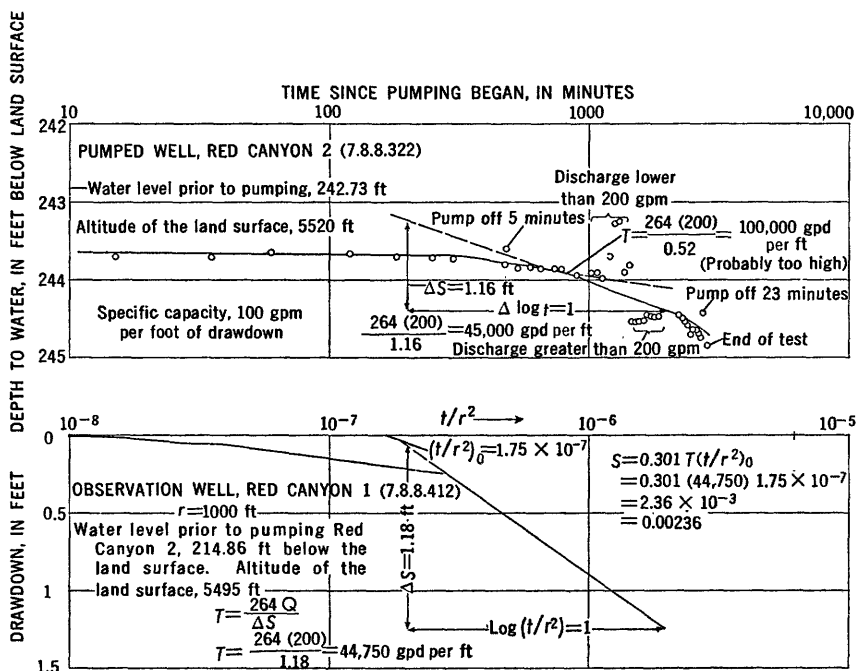 TIME SINCE PUMPING BEGAN, IN MINUTES
10 100 1000 10,000
DEPTH TO WATER, IN FEET BELOW LAND SURFACE
242
243
244
245
PUMPED WELL, RED CANYON 2 (7.8.8.322)
Water level prior to pumping, 242.73 ft
Altitude of the land surface, 5520 ft
Specific capacity, 100 gpm
per foot of drawdown
Pump off 5 minutes
Discharge lower
than 200 gpm
T= 264 (200) / 0.52 = 100,000 gpd
per ft
(Probably too high)
ΔS=1.16 ft
Δ log t=1
264 (200) / 1.16 =45,000 gpd per ft
Discharge greater than 200 gpm
Pump off 23 minutes
End of test
t/r²
10⁻⁸ 10⁻⁷ 10⁻⁶ 10⁻⁵
DRAWDOWN, IN FEET
0
0.5
1
1.5
(t/r²)₀=1.75 × 10⁻⁷
OBSERVATION WELL, RED CANYON 1 (7.8.8.412)
r=1000 ft
Water level prior to pumping Red
Canyon 2, 214.86 ft below the
land surface. Altitude of the
land surface, 5495 ft
T= 264 Q / ΔS
T= 264 (200) / 1.18 =44,750 gpd per ft
ΔS=1.18 ft
Log (t/r²)=1
S=0.301 T(t/r²)₀
=0.301 (44,750) 1.75 × 10⁻⁷
=2.36 × 10⁻³
=0.00236